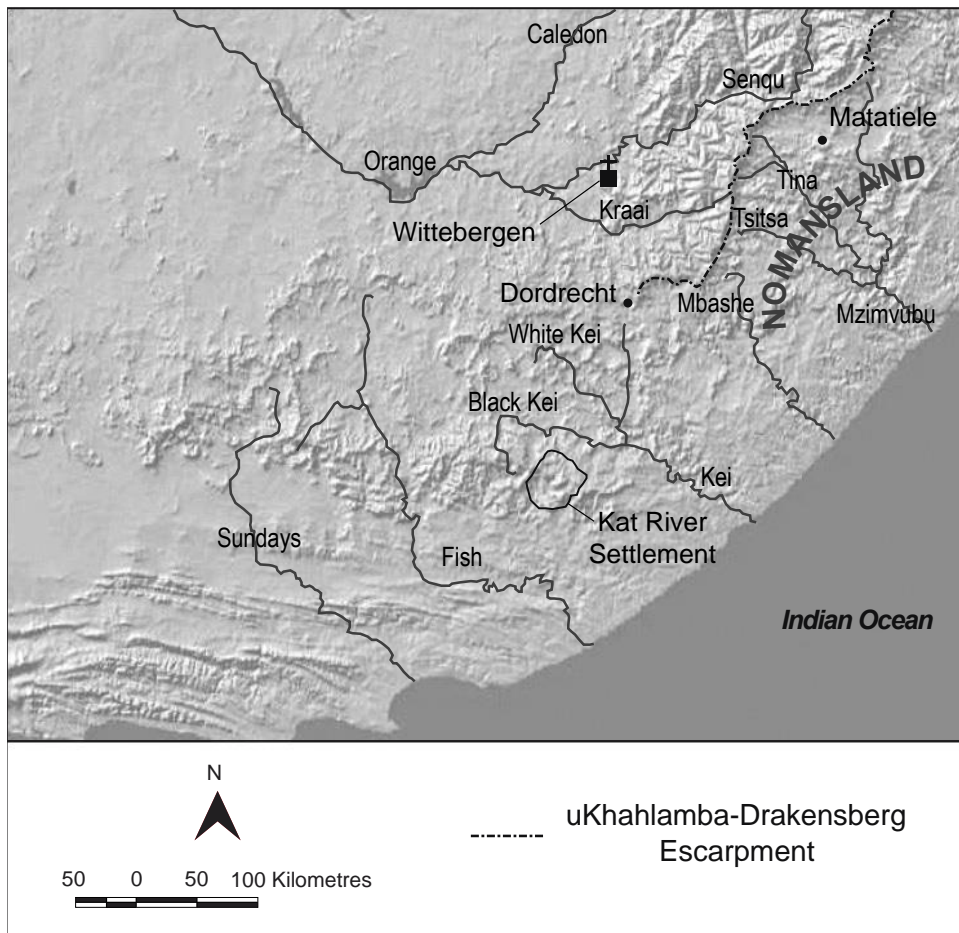 Caledon
Senqu
Matatiele
Orange
Tina
Kraai
Wittebergen
Tsitsa
NOMANSLAND
Dordrecht
Mbashe
Mzimvubu
White Kei
Black Kei
Kei
Kat River
Settlement
Sundays
Fish
Indian Ocean
N
uKhahlamba-Drakensberg
Escarpment
50 0 50 100 Kilometres